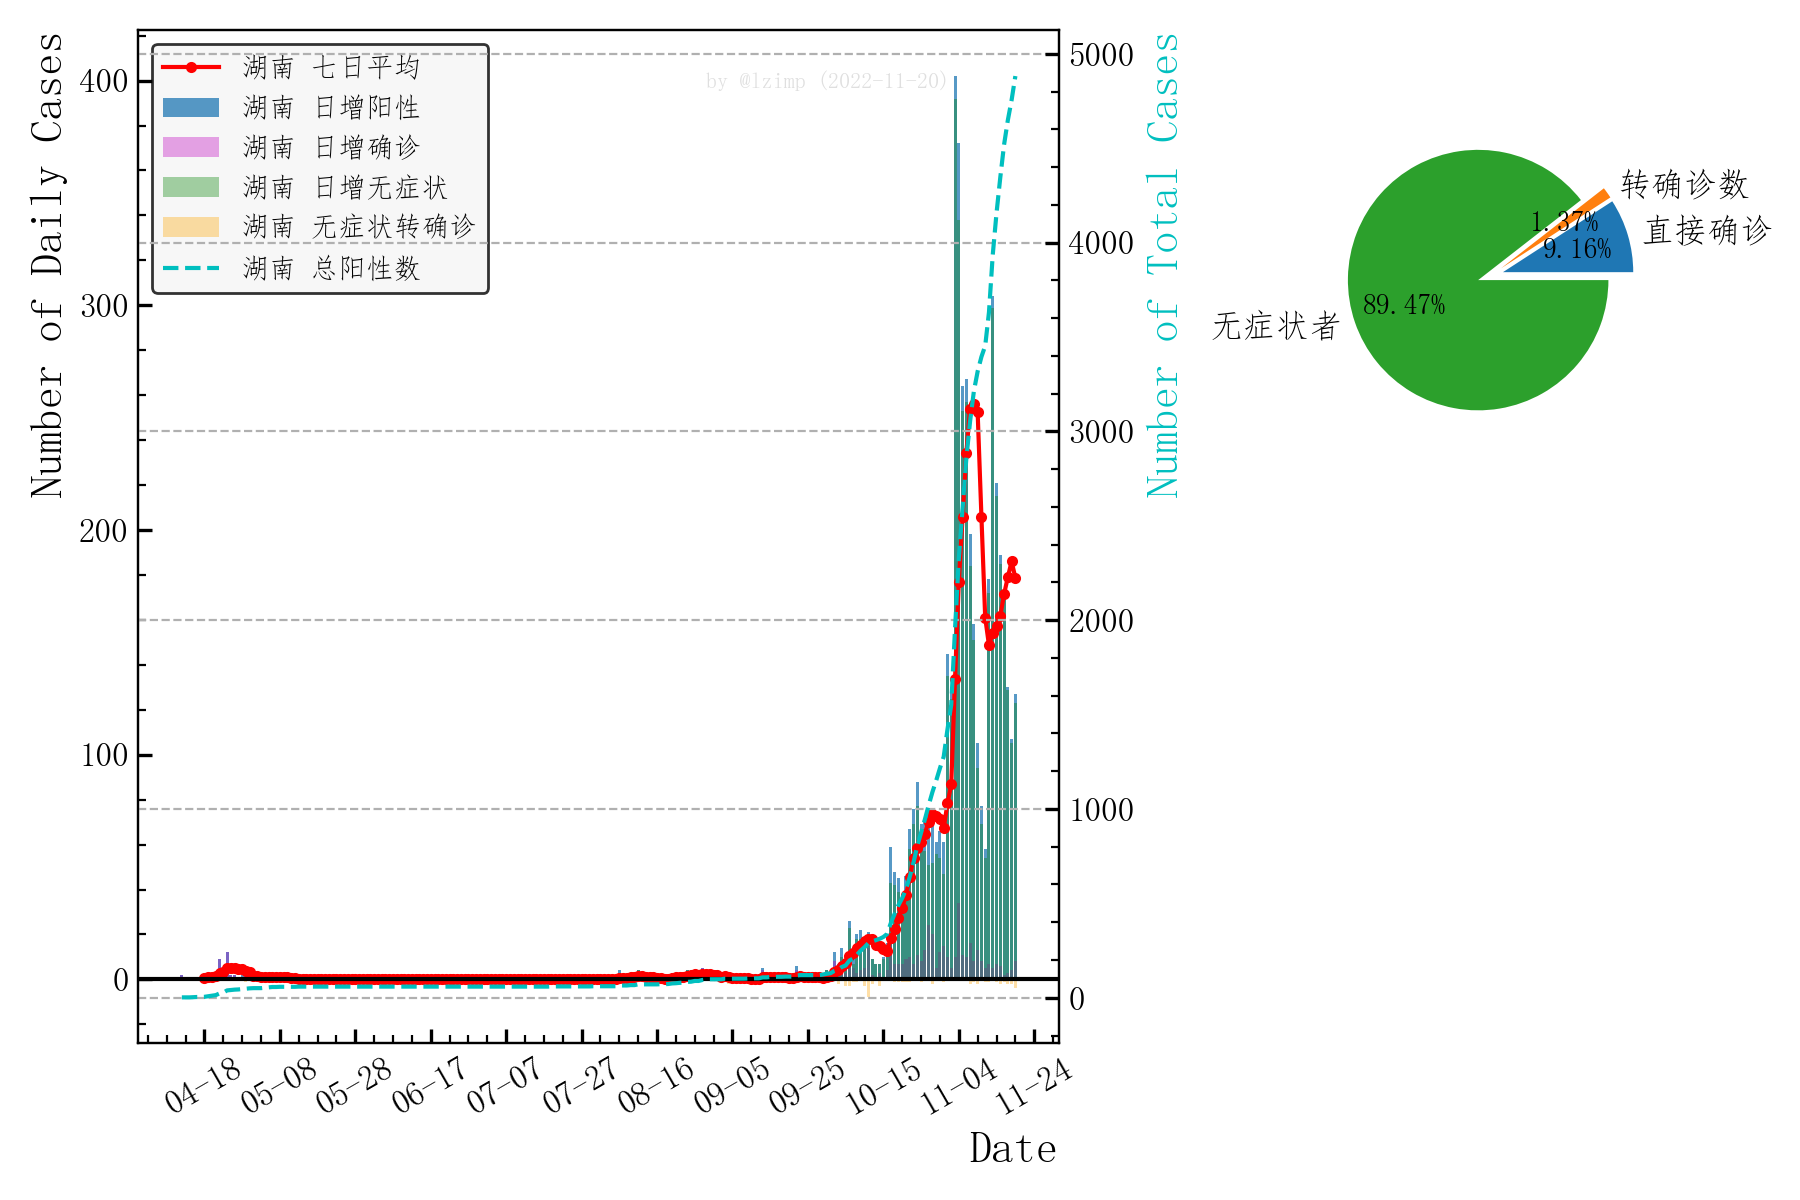 Number of Daily Cases
400
300
200
100
0
湖南 七日平均
湖南 日增阳性
湖南 日增确诊
湖南 日增无症状
湖南 无症状转确诊
湖南 总阳性数
by @lzimp (2022-11-20)
5000
4000
3000
2000
1000
0
Number of Total Cases
04-18
05-08
05-28
06-17
07-07
07-27
08-16
09-05
09-25
10-15
11-04
11-24
Date
转确诊数
1.37%
直接确诊
9.16%
89.47%
无症状者